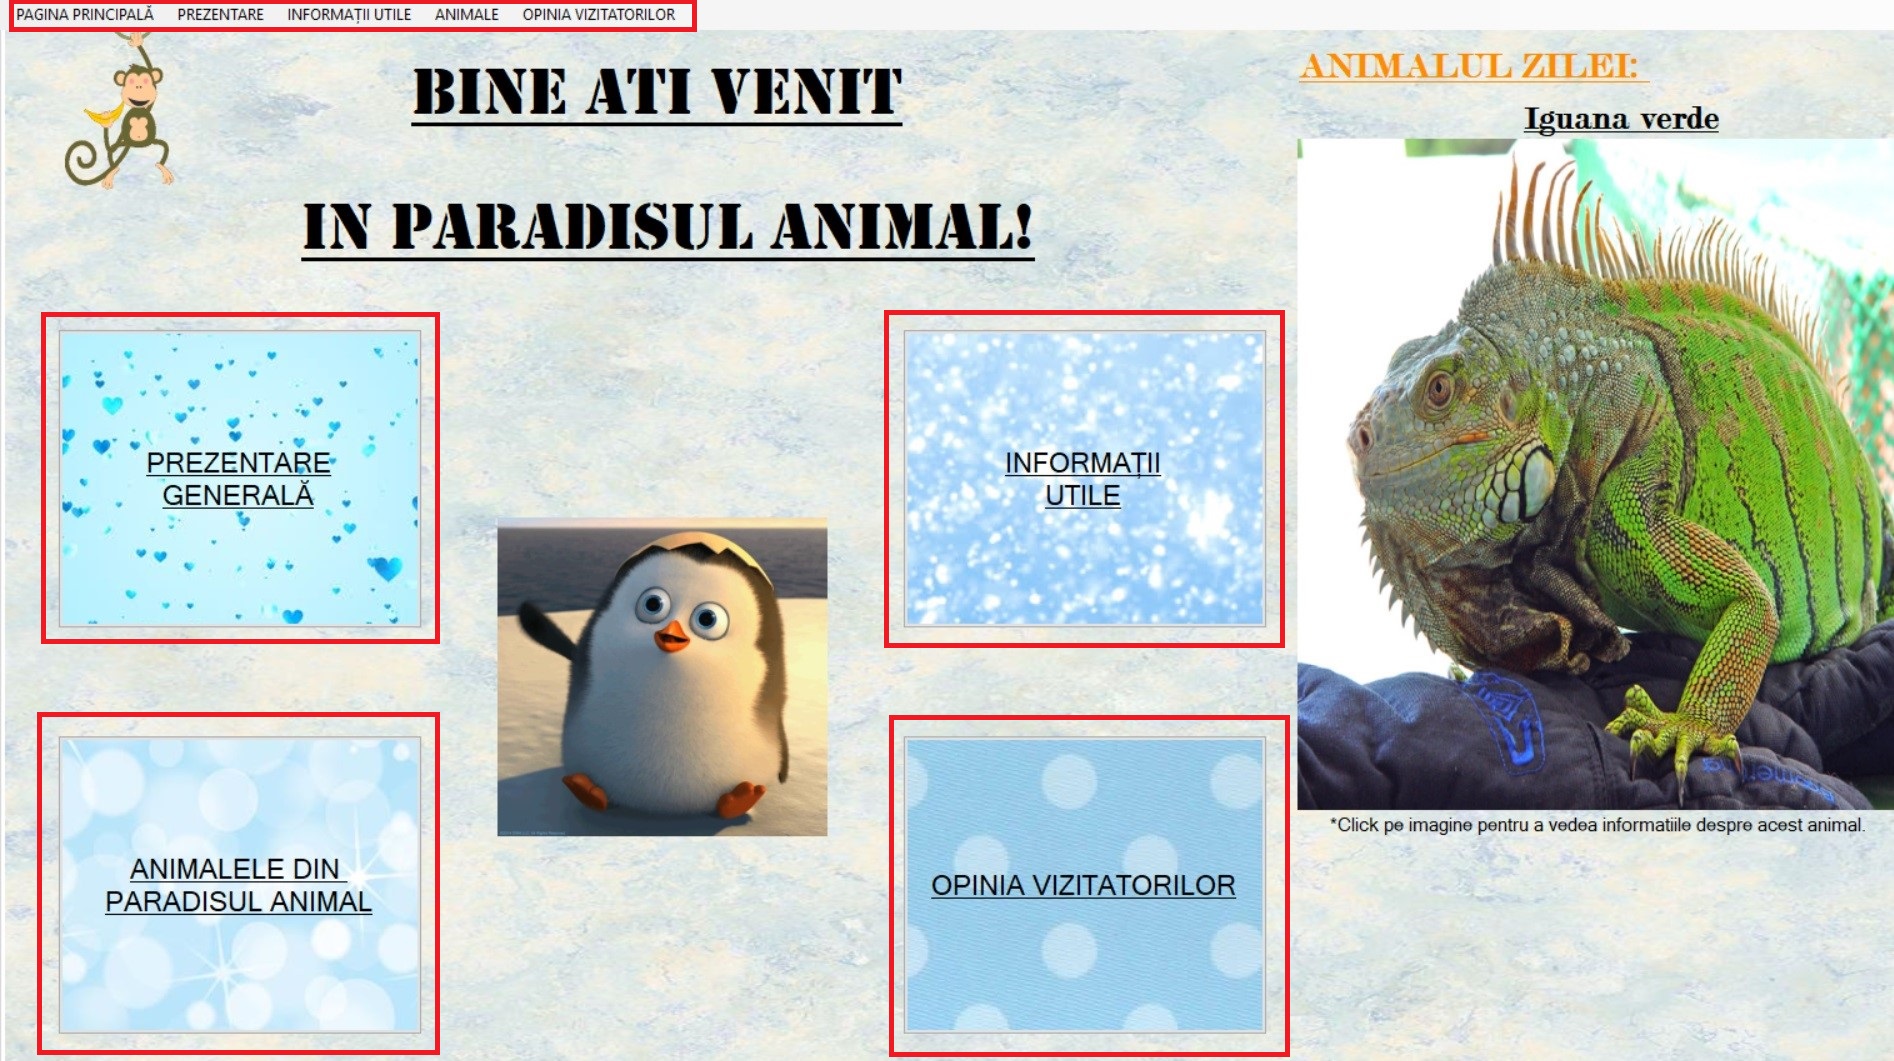 PAGINA PRINCIPALĂ PREZENTARE INFORMAȚII UTILE ANIMALE OPINIA VIZITATORILOR
BINE ATI VENIT
IN PARADISUL ANIMAL!
ANIMALUL ZILEI:
Iguana verde
PREZENTARE
GENERALĂ
INFORMAȚII
UTILE
ANIMALELE DIN
PARADISUL ANIMAL
OPINIA VIZITATORILOR
*Click pe imagine pentru a vedea informatiile despre acest animal.